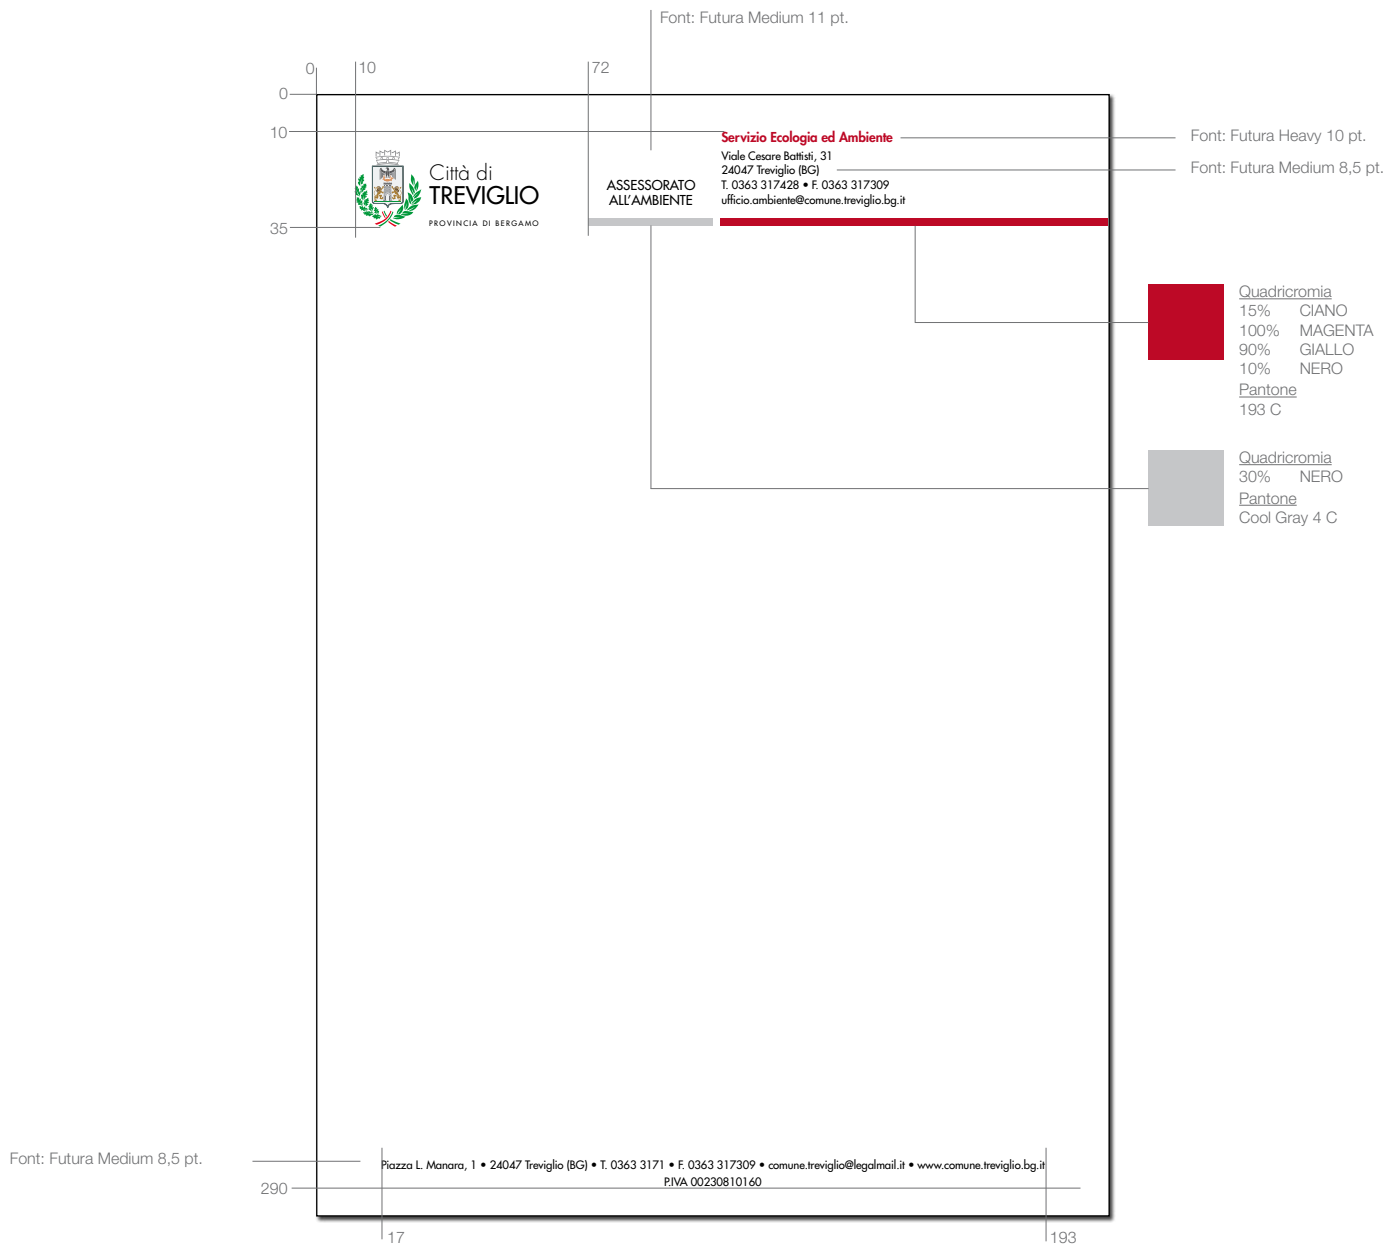 Font: Futura Medium 11 pt.
0
10
72
0
10
35
Città di
TREVIGLIO
PROVINCIA DI BERGAMO
ASSESSORATO
ALL'AMBIENTE
Servizio Ecologia ed Ambiente
Viale Cesare Battisti, 31
24047 Treviglio (BG)
T. 0363 317428 • F. 0363 317309
ufficio.ambiente@comune.treviglio.bg.it
Font: Futura Heavy 10 pt.
Font: Futura Medium 8,5 pt.
Quadricromia
15% CIANO
100% MAGENTA
90% GIALLO
10% NERO
Pantone
193 C
Quadricromia
30% NERO
Pantone
Cool Gray 4 C
Font: Futura Medium 8,5 pt.
Piazza L. Manara, 1 • 24047 Treviglio (BG) • T. 0363 3171 • F. 0363 317309 • comune.treviglio@legalmail.it • www.comune.treviglio.bg.it
P.IVA 00230810160
290
17
193